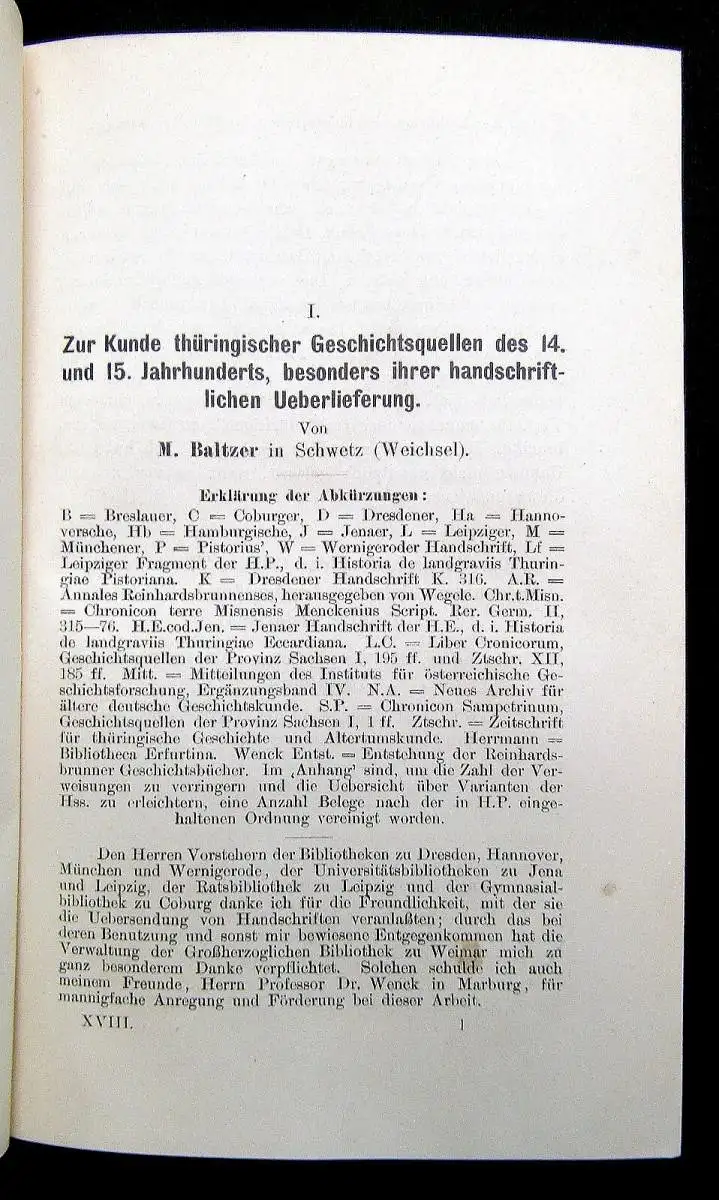 I.
Zur Kunde thüringischer Geschichtsquellen des 14.
und 15. Jahrhunderts, besonders ihrer handschrift-
lichen Ueberlieferung.
Von
M. Baltzer in Schwetz (Weichsel).
Erklärung der Abkürzungen:
B = Breslauer, C = Coburger, D = Dresdener, Ha = Hanno-
versche, Hb = Hamburgische, J = Jenaer, L = Leipziger, M =
Münchener, P = Pistorius', W = Wernigeroder Handschrift, Lf =
Leipziger Fragment der H.P., d. i. Historia de landgraviis Thurin-
giae Pistoriana. K = Dresdener Handschrift K. 316. A.R. =
Annales Reinhardsbrunnenses, herausgegeben von Wegele. Chr.t.Misn.
= Chronicon terre Misnensis Menckenius Script. Rer. Germ. II,
315—76. H.E.cod.Jen. = Jenaer Handschrift der H.E., d. i. Historia
de landgraviis Thuringiae Eccardiana. L.C. = Liber Cronicorum,
Geschichtsquellen der Provinz Sachsen I, 195 ff. und Ztschr. XII,
185 ff. Mitt. = Mitteilungen des Instituts für österreichische Ge-
schichtsforschung, Ergänzungsband IV. N.A. = Neues Archiv für
ältere deutsche Geschichtskunde. S.P. = Chronicon Sampetrinum,
Geschichtsquellen der Provinz Sachsen I, 1 ff. Ztschr. = Zeitschrift
für thüringische Geschichte und Altertumskunde. Herrmann =
Bibliotheca Erfurtina. Wenck Entst. = Entstehung der Reinhards-
brunner Geschichtsbücher. Im ‚Anhang' sind, um die Zahl der Ver-
weisungen zu verringern und die Uebersicht über Varianten der
Hss. zu erleichtern, eine Anzahl Belege nach der in H.P. einge-
haltenen Ordnung vereinigt worden.
Den Herren Vorstehern der Bibliotheken zu Dresden, Hannover,
München und Wernigerode, der Universitätsbibliotheken zu Jena
und Leipzig, der Ratsbibliothek zu Leipzig und der Gymnasial-
bibliothek zu Coburg danke ich für die Freundlichkeit, mit der sie
die Uebersendung von Handschriften veranlaßten; durch das bei
deren Benutzung und sonst mir bewiesene Entgegenkommen hat die
Verwaltung der Großherzoglichen Bibliothek zu Weimar mich zu
ganz besonderem Danke verpflichtet. Solchen schulde ich auch
meinem Freunde, Herrn Professor Dr. Wenck in Marburg, für
mannigfache Anregung und Förderung bei dieser Arbeit.
XVIII. 1